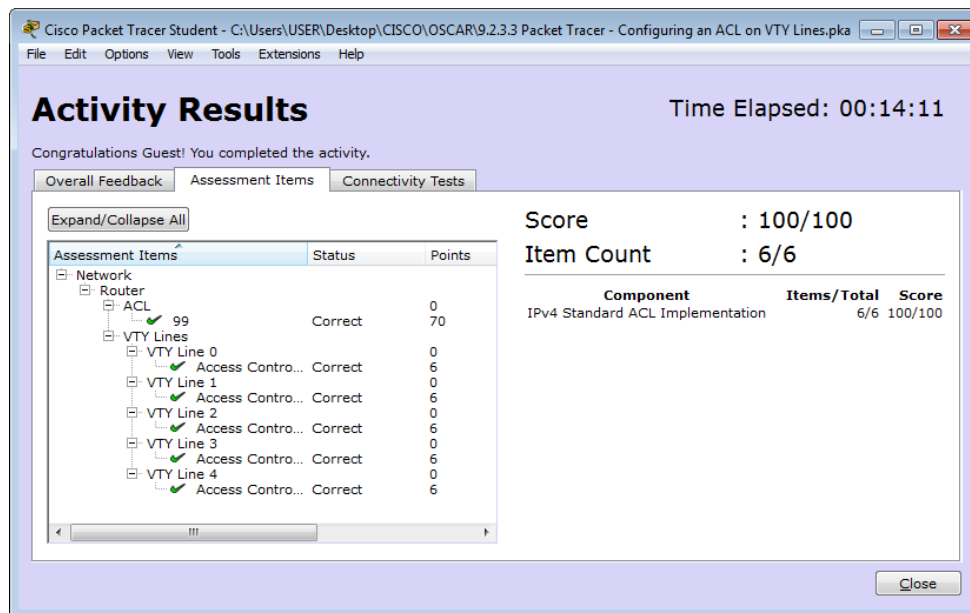 Cisco Packet Tracer Student - C:\Users\USER\Desktop\CISCO\OSCAR\9.2.3.3 Packet Tracer - Configuring an ACL on VTY Lines.pka
File Edit Options View Tools Extensions Help
Activity Results
Time Elapsed: 00:14:11
Congratulations Guest! You completed the activity.
Overall Feedback Assessment Items Connectivity Tests
Expand/Collapse All
Assessment Items Status Points
Network
Router
ACL 0
99 Correct 70
VTY Lines
VTY Line 0 0
Access Contro... Correct 6
VTY Line 1 0
Access Contro... Correct 6
VTY Line 2 0
Access Contro... Correct 6
VTY Line 3 0
Access Contro... Correct 6
VTY Line 4 0
Access Contro... Correct 6
Score : 100/100
Item Count : 6/6
Component Items/Total Score
IPv4 Standard ACL Implementation 6/6 100/100
Close